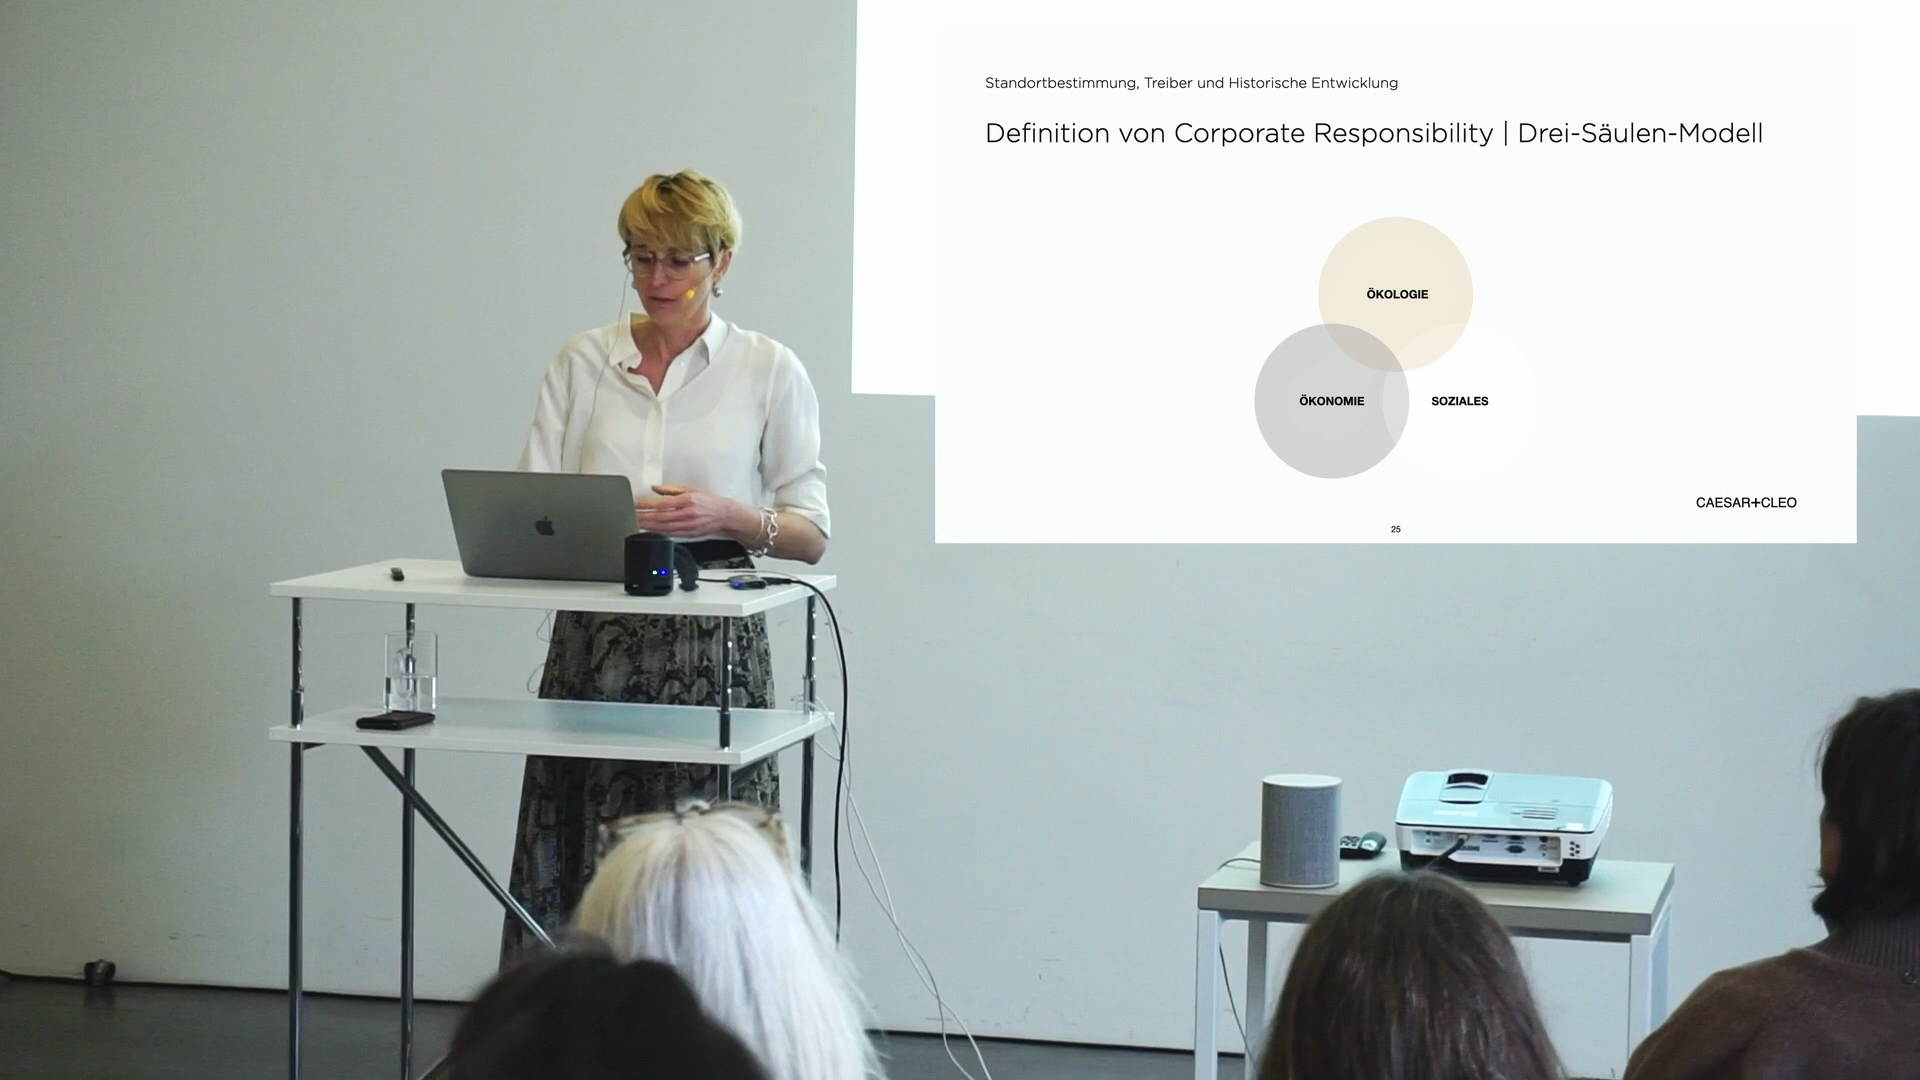 Standortbestimmung, Treiber und Historische Entwicklung
Definition von Corporate Responsibility | Drei-Säulen-Modell
ÖKOLOGIE
ÖKONOMIE
SOZIALES
CAESAR+CLEO
25